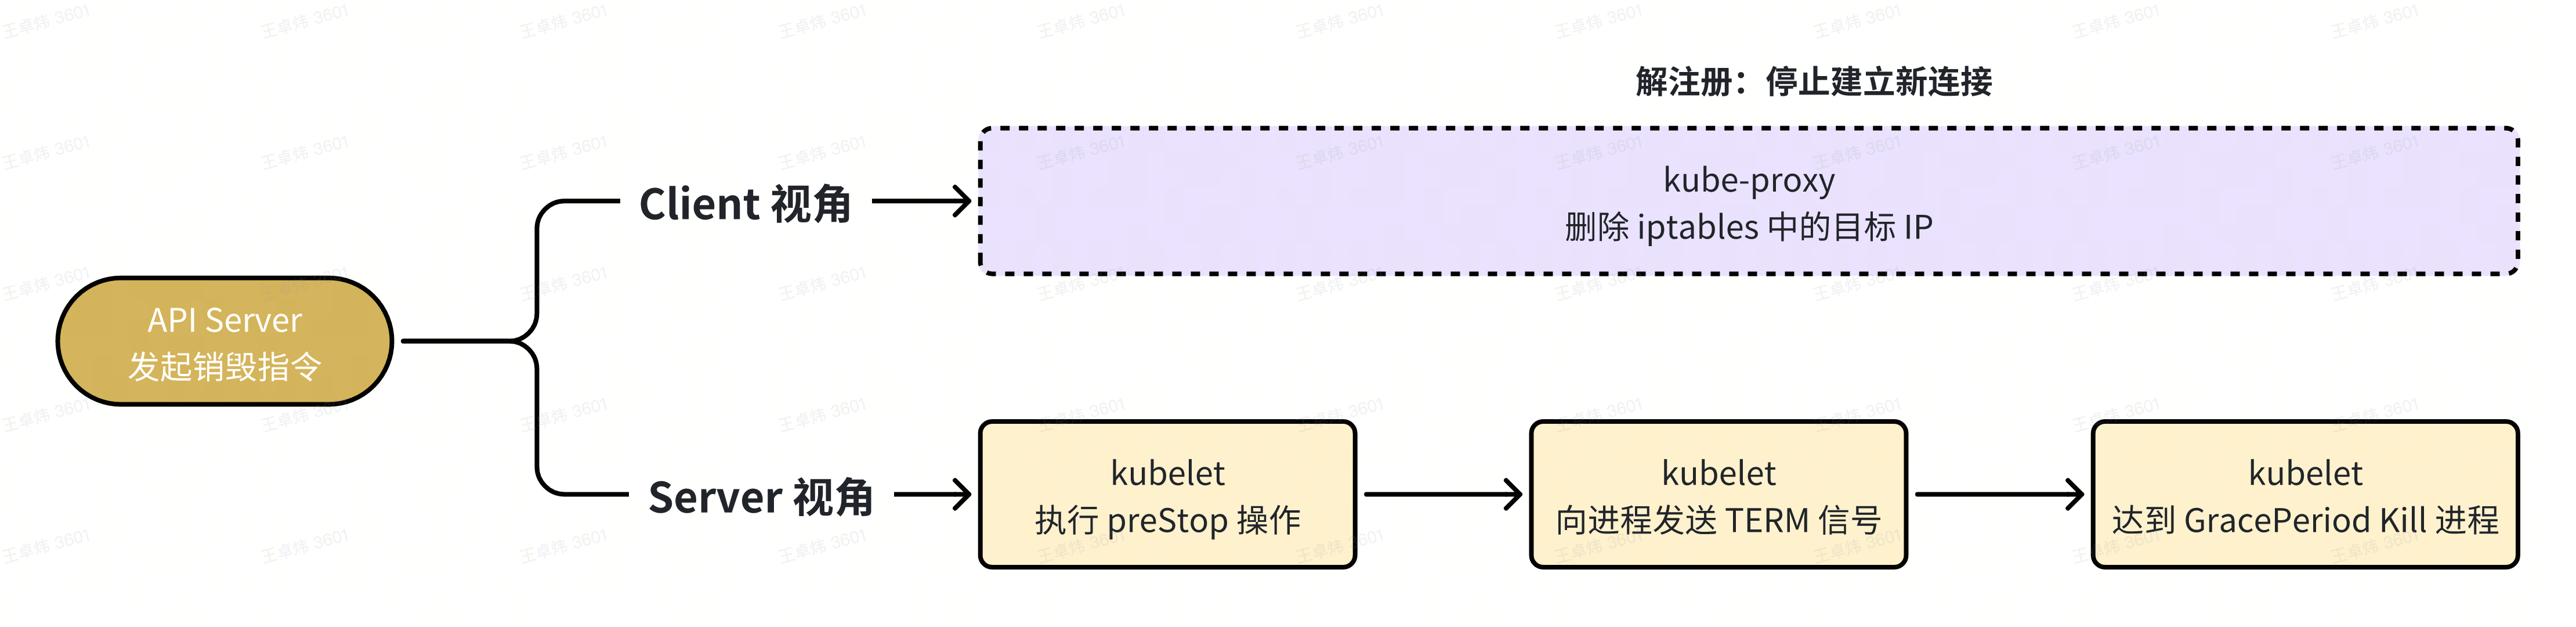 解注册：停止建立新连接
kube-proxy
删除 iptables 中的目标 IP
Client 视角
API Server
发起销毁指令
Server 视角
kubelet
执行 preStop 操作
kubelet
向进程发送 TERM 信号
kubelet
达到 GracePeriod Kill 进程
王卓炜 3601